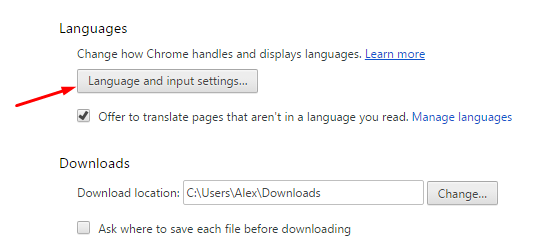 Languages
Change how Chrome handles and displays languages. Learn more
Language and input settings...
Offer to translate pages that aren't in a language you read. Manage languages
Downloads
Download location: C:\Users\Alex\Downloads Change...
Ask where to save each file before downloading